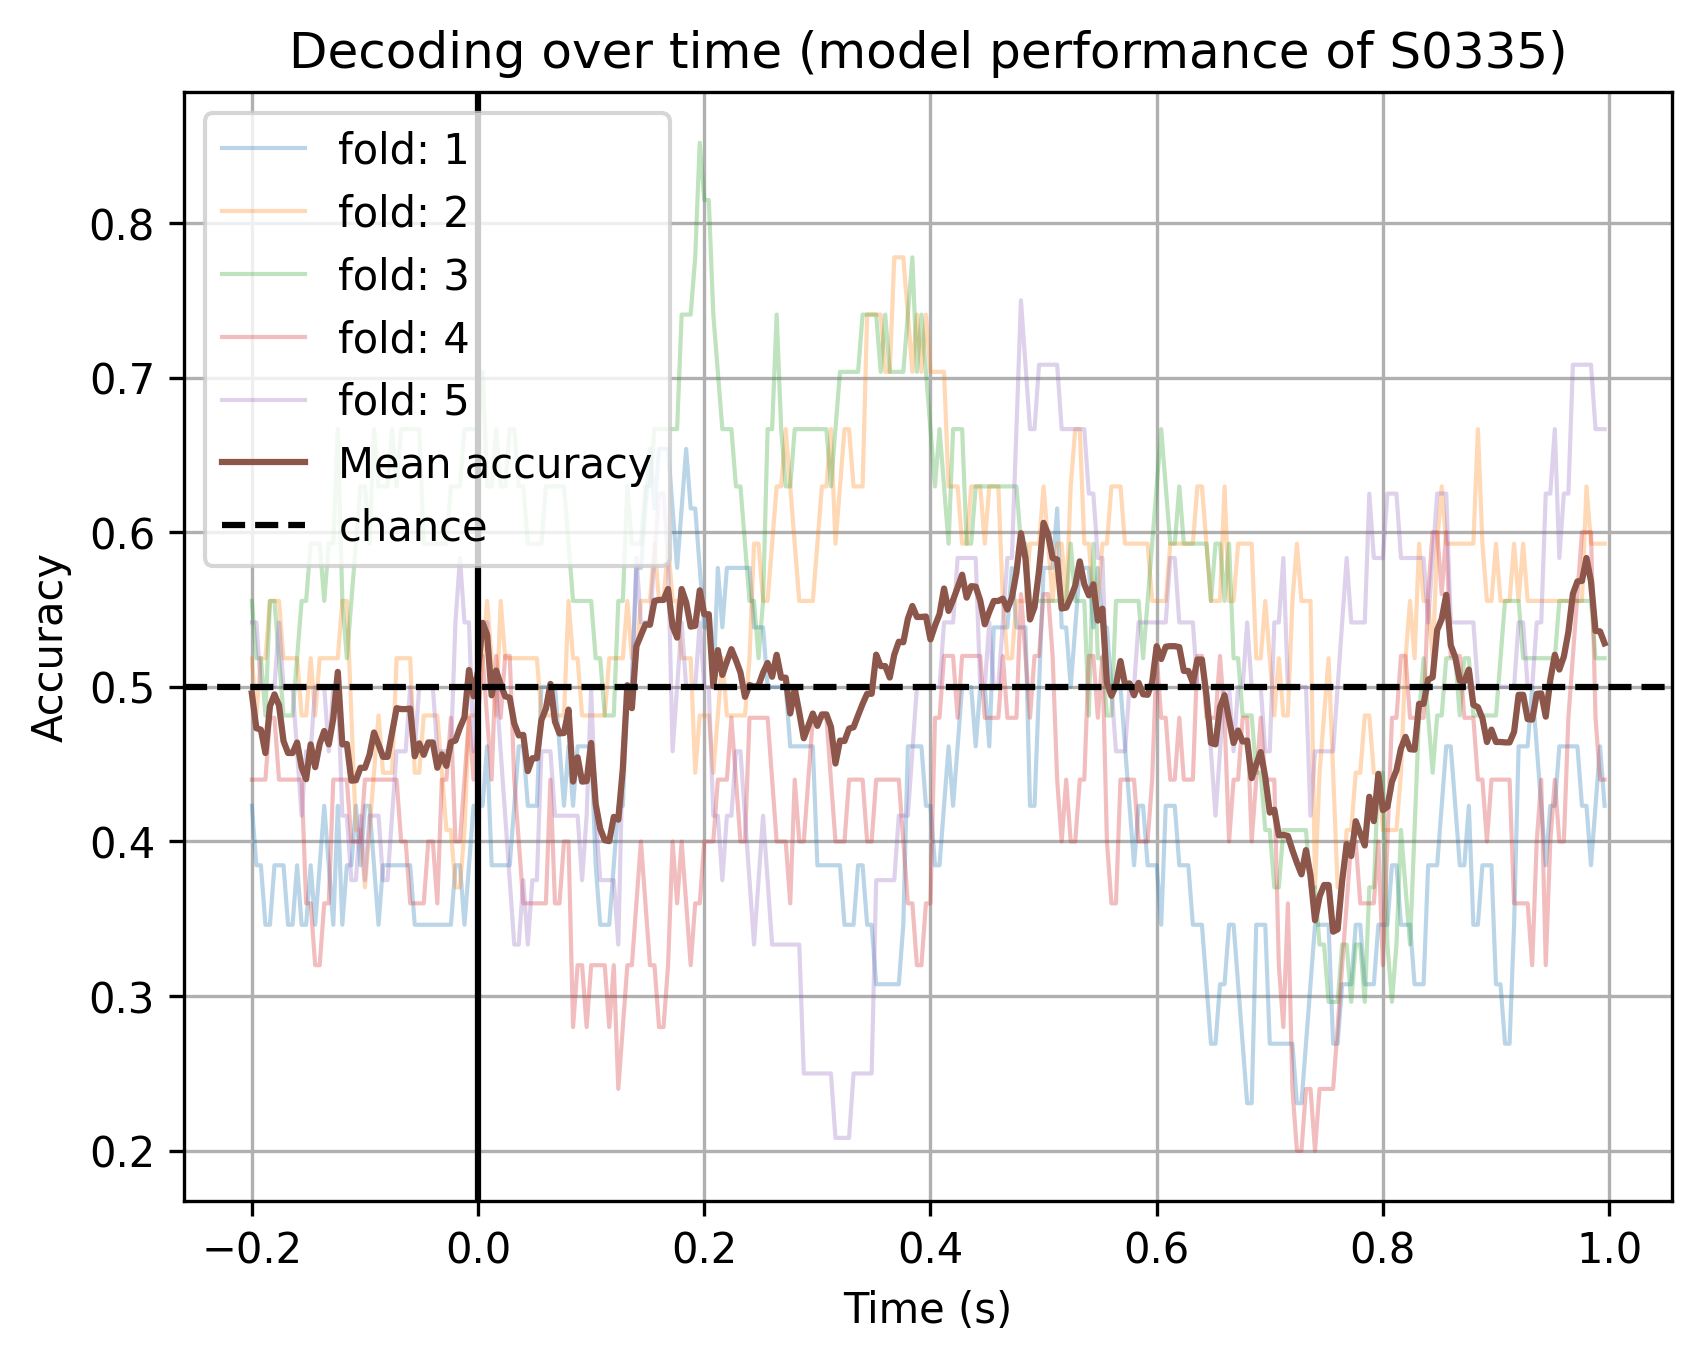 Decoding over time (model performance of S0335)
fold: 1
fold: 2
fold: 3
fold: 4
fold: 5
Mean accuracy
chance
Accuracy
0.8
0.7
0.6
0.5
0.4
0.3
0.2
−0.2 0.0 0.2 0.4 0.6 0.8 1.0
Time (s)